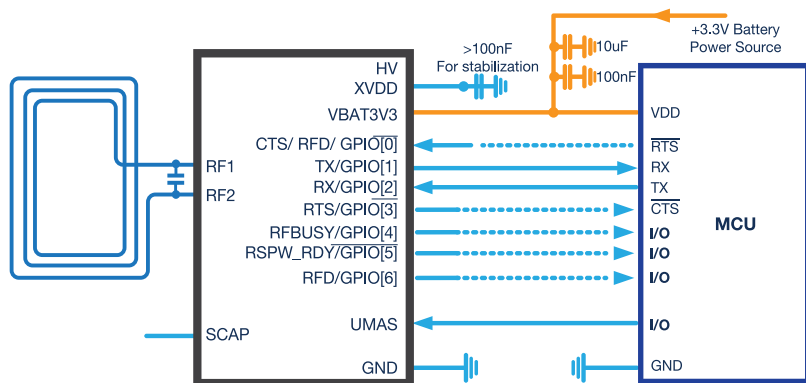 +3.3V Battery
Power Source
>100nF
For stabilization
10uF
100nF
HV
XVDD
VBAT3V3
VDD
CTS/ RFD/ GPIO[0]
RTS
TX/GPIO[1]
RX
RF1
RX/GPIO[2]
TX
RF2
RTS/GPIO[3]
CTS
MCU
RFBUSY/GPIO[4]
I/O
RSPW_RDY/GPIO[5]
I/O
RFD/GPIO[6]
I/O
SCAP
UMAS
I/O
GND
GND